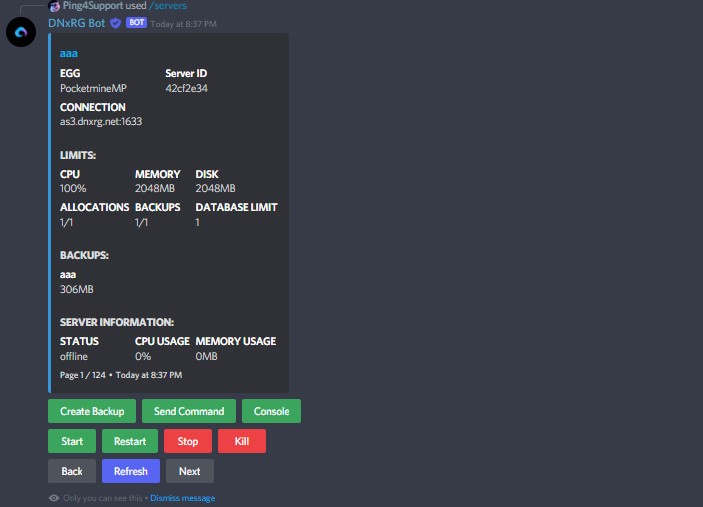 Ping4Support used /servers
DNxRG Bot BOT Today at 8:37 PM
aaa
EGG Server ID
PocketmineMP 42cf2e34
CONNECTION
as3.dnxrg.net:1633
LIMITS:
CPU MEMORY DISK
100% 2048MB 2048MB
ALLOCATIONS BACKUPS DATABASE LIMIT
1/1 1/1 1
BACKUPS:
aaa
306MB
SERVER INFORMATION:
STATUS CPU USAGE MEMORY USAGE
offline 0% 0MB
Page 1 / 124 • Today at 8:37 PM
Create Backup Send Command Console
Start Restart Stop Kill
Back Refresh Next
Only you can see this • Dismiss message